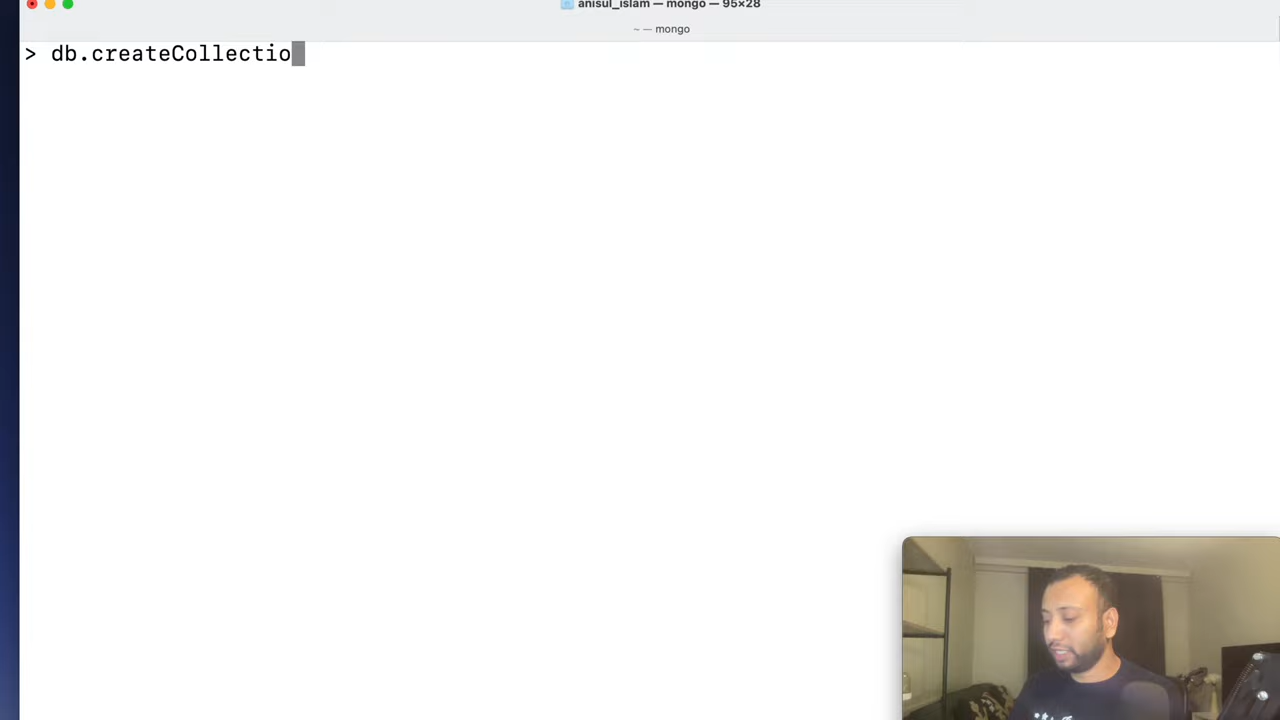 anisul_islam — mongo — 95×28
~ — mongo
> db.createCollectio